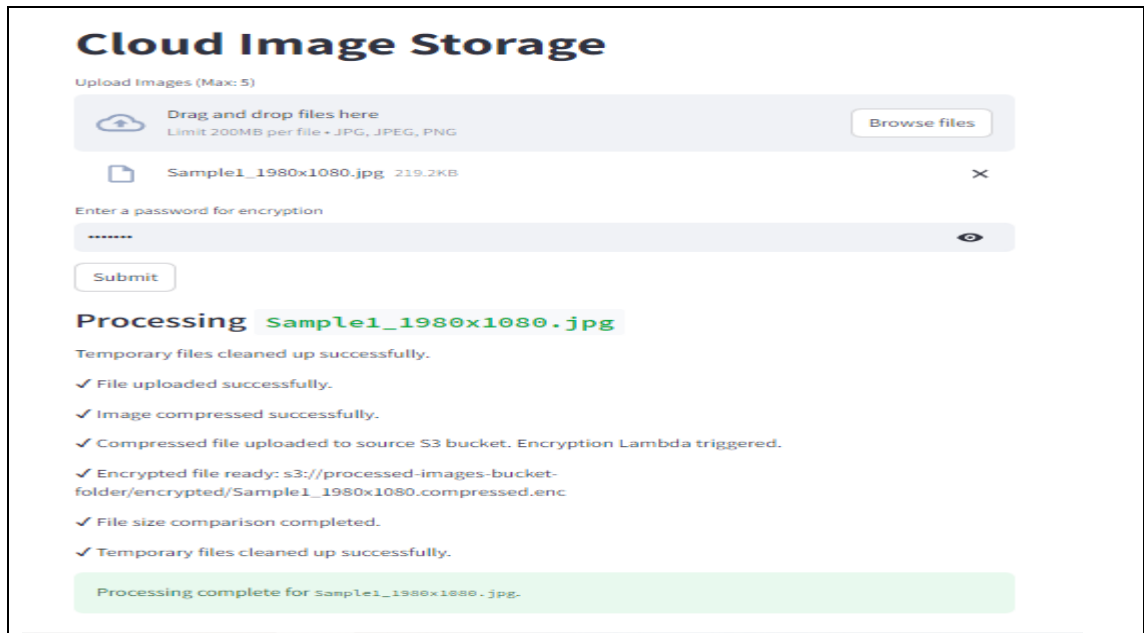 Cloud Image Storage
Upload Images (Max: 5)
Drag and drop files here
Limit 200MB per file • JPG, JPEG, PNG
Browse files
Sample1_1980x1080.jpg 219.2KB
Enter a password for encryption
•••••••
Submit
Processing Sample1_1980x1080.jpg
Temporary files cleaned up successfully.
✓ File uploaded successfully.
✓ Image compressed successfully.
✓ Compressed file uploaded to source S3 bucket. Encryption Lambda triggered.
✓ Encrypted file ready: s3://processed-images-bucket-
folder/encrypted/Sample1_1980x1080.compressed.enc
✓ File size comparison completed.
✓ Temporary files cleaned up successfully.
Processing complete for Sample1_1980x1080.jpg.